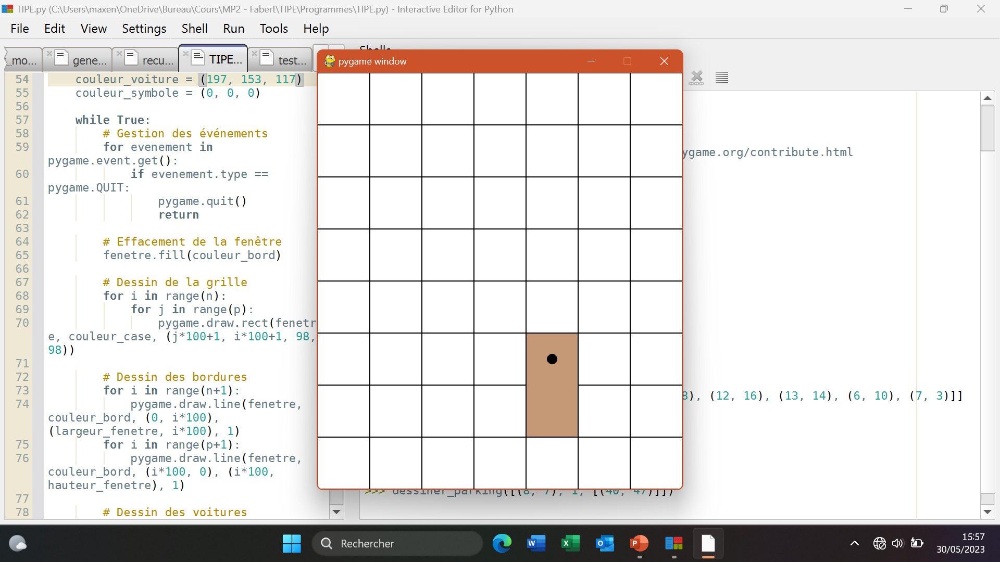 TIPE.py (C:\Users\maxen\OneDrive\Bureau\Cours\MP2 - Fabert\TIPE\Programmes\TIPE.py) - Interactive Editor for Python
File Edit View Settings Shell Run Tools Help
_mo... gene... recu... TIPE... test...
Shells
pygame window
54 couleur_voiture = (197, 153, 117)
55 couleur_symbole = (0, 0, 0)
56
57 while True:
58 # Gestion des événements
59 for evenement in
pygame.event.get():
60 if evenement.type ==
pygame.QUIT:
61 pygame.quit()
62 return
63
64 # Effacement de la fenêtre
65 fenetre.fill(couleur_bord)
66
67 # Dessin de la grille
68 for i in range(n):
69 for j in range(p):
70 pygame.draw.rect(fenetr
e, couleur_case, (j*100+1, i*100+1, 98,
98))
71
72 # Dessin des bordures
73 for i in range(n+1):
74 pygame.draw.line(fenetre,
couleur_bord, (0, i*100),
(largeur_fenetre, i*100), 1)
75 for i in range(p+1):
76 pygame.draw.line(fenetre,
couleur_bord, (i*100, 0), (i*100,
hauteur_fenetre), 1)
77
78 # Dessin des voitures
ygame.org/contribute.html
8), (12, 16), (13, 14), (6, 10), (7, 3)]]
>>> dessiner_parking([(8, 7), 1, [(40, 47)]])
Rechercher
15:57
30/05/2023